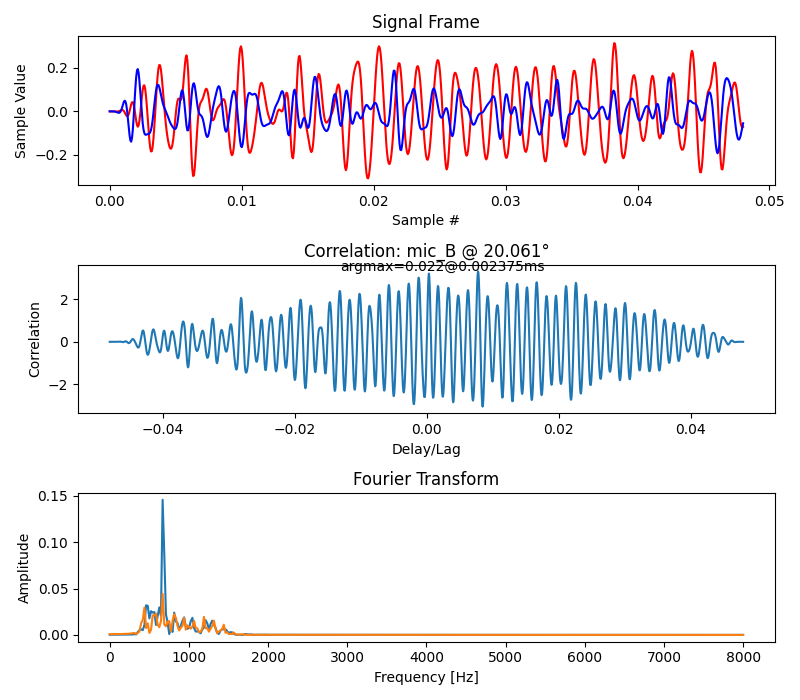 Signal Frame
Sample Value
0.2
0.0
−0.2
0.00 0.01 0.02 0.03 0.04 0.05
Sample #
Correlation: mic_B @ 20.061°
argmax=0.022@0.002375ms
Correlation
2
0
−2
−0.04 −0.02 0.00 0.02 0.04
Delay/Lag
Fourier Transform
Amplitude
0.15
0.10
0.05
0.00
0 1000 2000 3000 4000 5000 6000 7000 8000
Frequency [Hz]